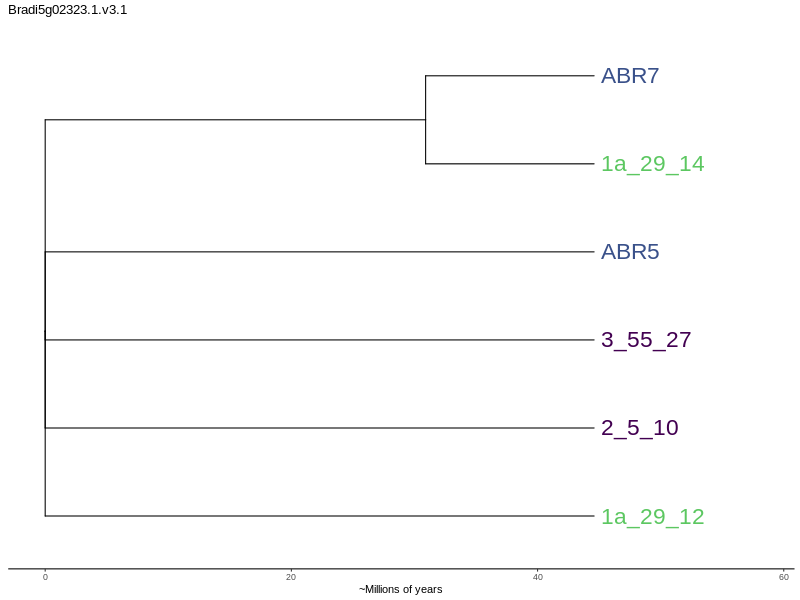 Bradi5g02323.1.v3.1
ABR7
1a_29_14
ABR5
3_55_27
2_5_10
1a_29_12
0 20 40 60
~Millions of years